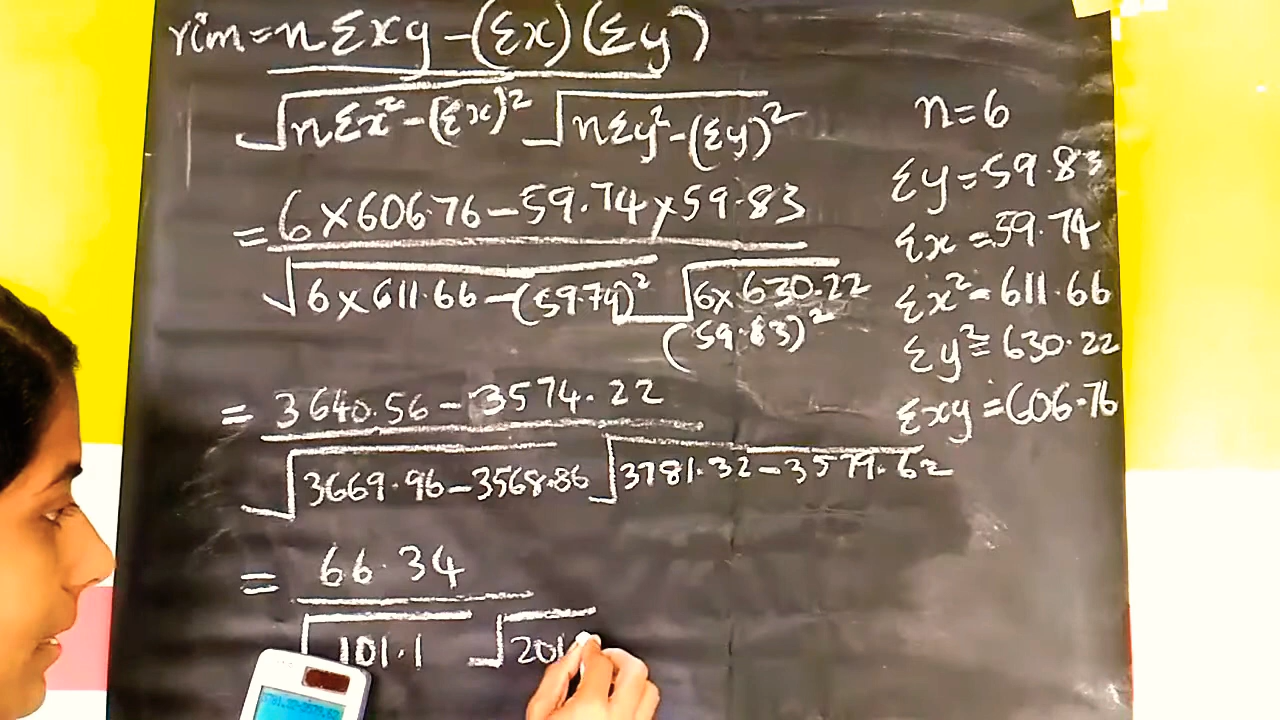 rim = nΣxy - (Σx) (Σy)
√nΣx² - (Σx)² √nΣy² - (Σy)²
= 6 × 606.76 - 59.74 × 59.83
√6 × 611.66 - (59.74)² √6 × 630.22
(59.83)²
= 3640.56 - 3574.22
√3669.96 - 3568.86 √3781.32 - 3579.62
= 66.34
√101.1 √201
n = 6
Σy = 59.83
Σx = 59.74
Σx² = 611.66
Σy² = 630.22
Σxy = 606.76